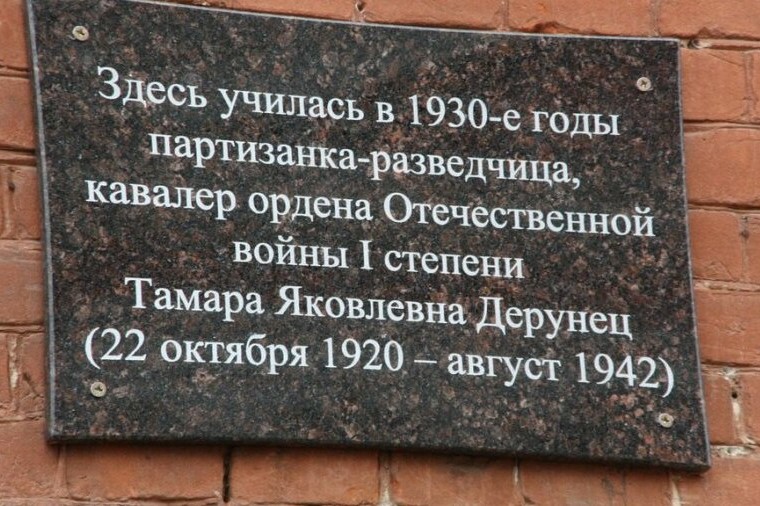 Здесь училась в 1930-е годы
партизанка-разведчица,
кавалер ордена Отечественной
войны I степени
Тамара Яковлевна Дерунец
(22 октября 1920 – август 1942)